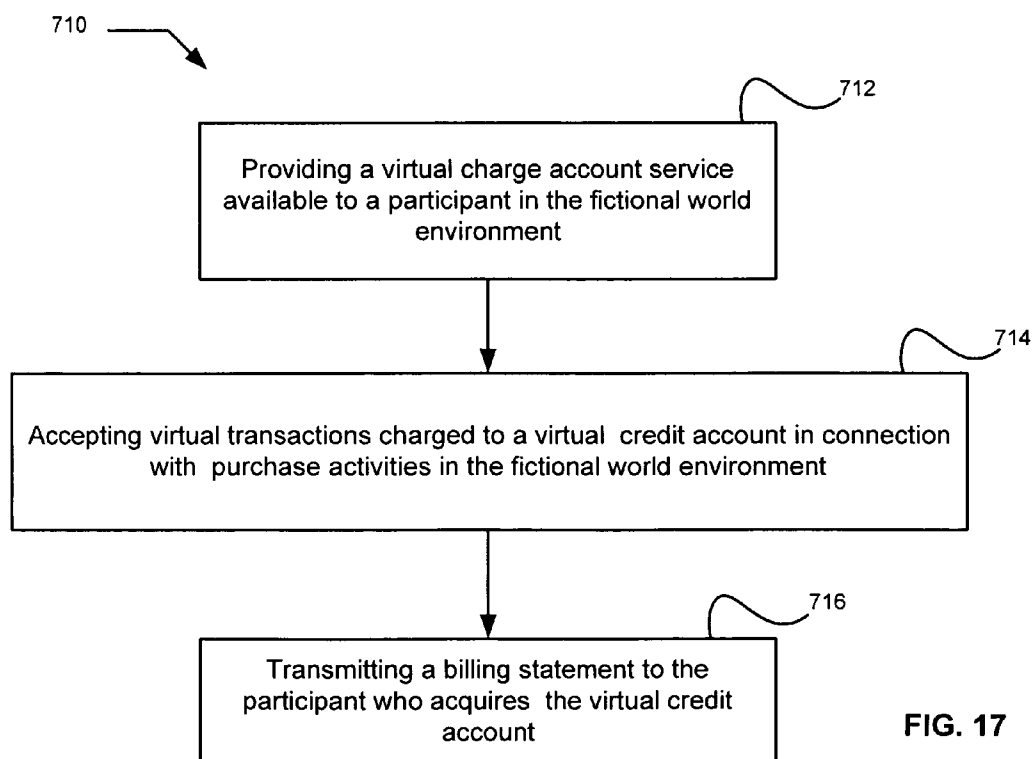 710
712
Providing a virtual charge account service
available to a participant in the fictional world
environment
714
Accepting virtual transactions charged to a virtual credit account in connection
with purchase activities in the fictional world environment
716
Transmitting a billing statement to the
participant who acquires the virtual credit
account
FIG. 17